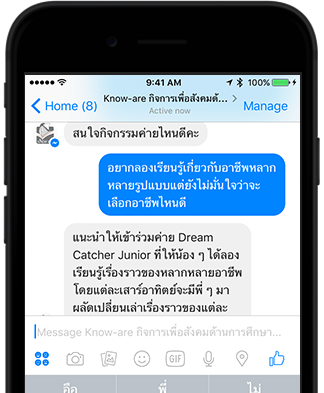 9:41 AM
100%
Home (8)
Know-are กิจการเพื่อสังคมด้...
Active now
Manage
สนใจกิจกรรมค่ายไหนดีคะ
อยากลองเรียนรู้เกี่ยวกับอาชีพหลาก
หลายรูปแบบแต่ยังไม่มั่นใจว่าจะ
เลือกอาชีพไหนดี
แนะนำให้เข้าร่วมค่าย Dream
Catcher Junior ที่ให้น้อง ๆ ได้ลอง
เรียนรู้เรื่องราวของหลากหลายอาชีพ
โดยแต่ละเสาร์อาทิตย์จะมีพี่ ๆ มา
ผลัดเปลี่ยนเล่าเรื่องราวของแต่ละ
Message Know-are กิจการเพื่อสังคมด้านการศึกษา...
GIF
อือ
พี่
ไม่